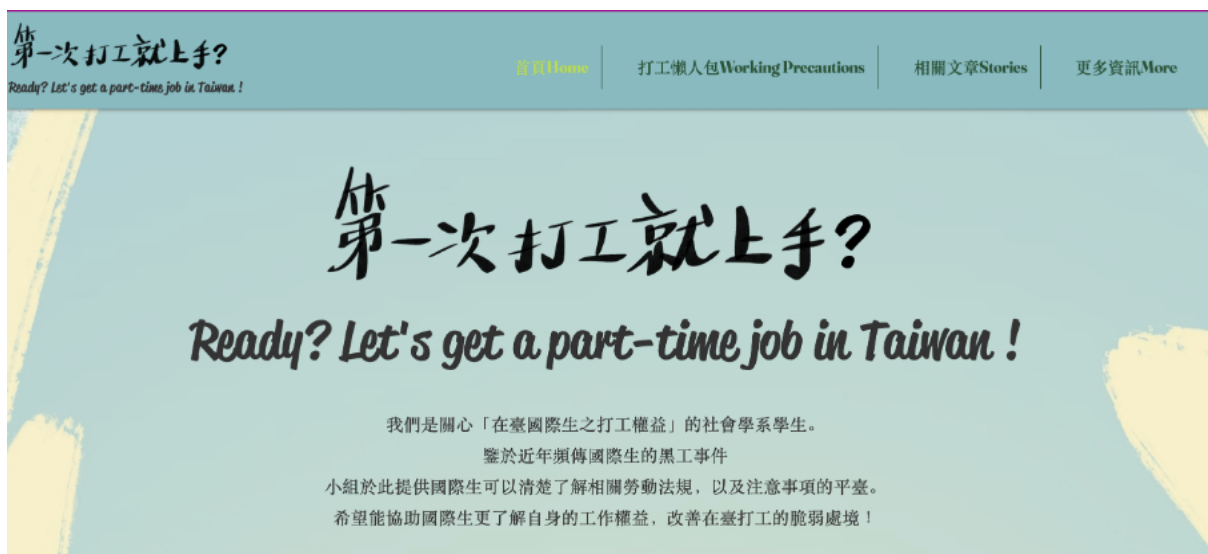 第一次打工就上手?
Ready? Let's get a part-time job in Taiwan !
首頁Home
打工懶人包Working Precautions
相關文章Stories
更多資訊More
第一次打工就上手?
Ready? Let's get a part-time job in Taiwan !
我們是關心「在臺國際生之打工權益」的社會學系學生。
鑒於近年頻傳國際生的黑工事件
小組於此提供國際生可以清楚了解相關勞動法規，以及注意事項的平臺。
希望能協助國際生更了解自身的工作權益，改善在臺打工的脆弱處境！